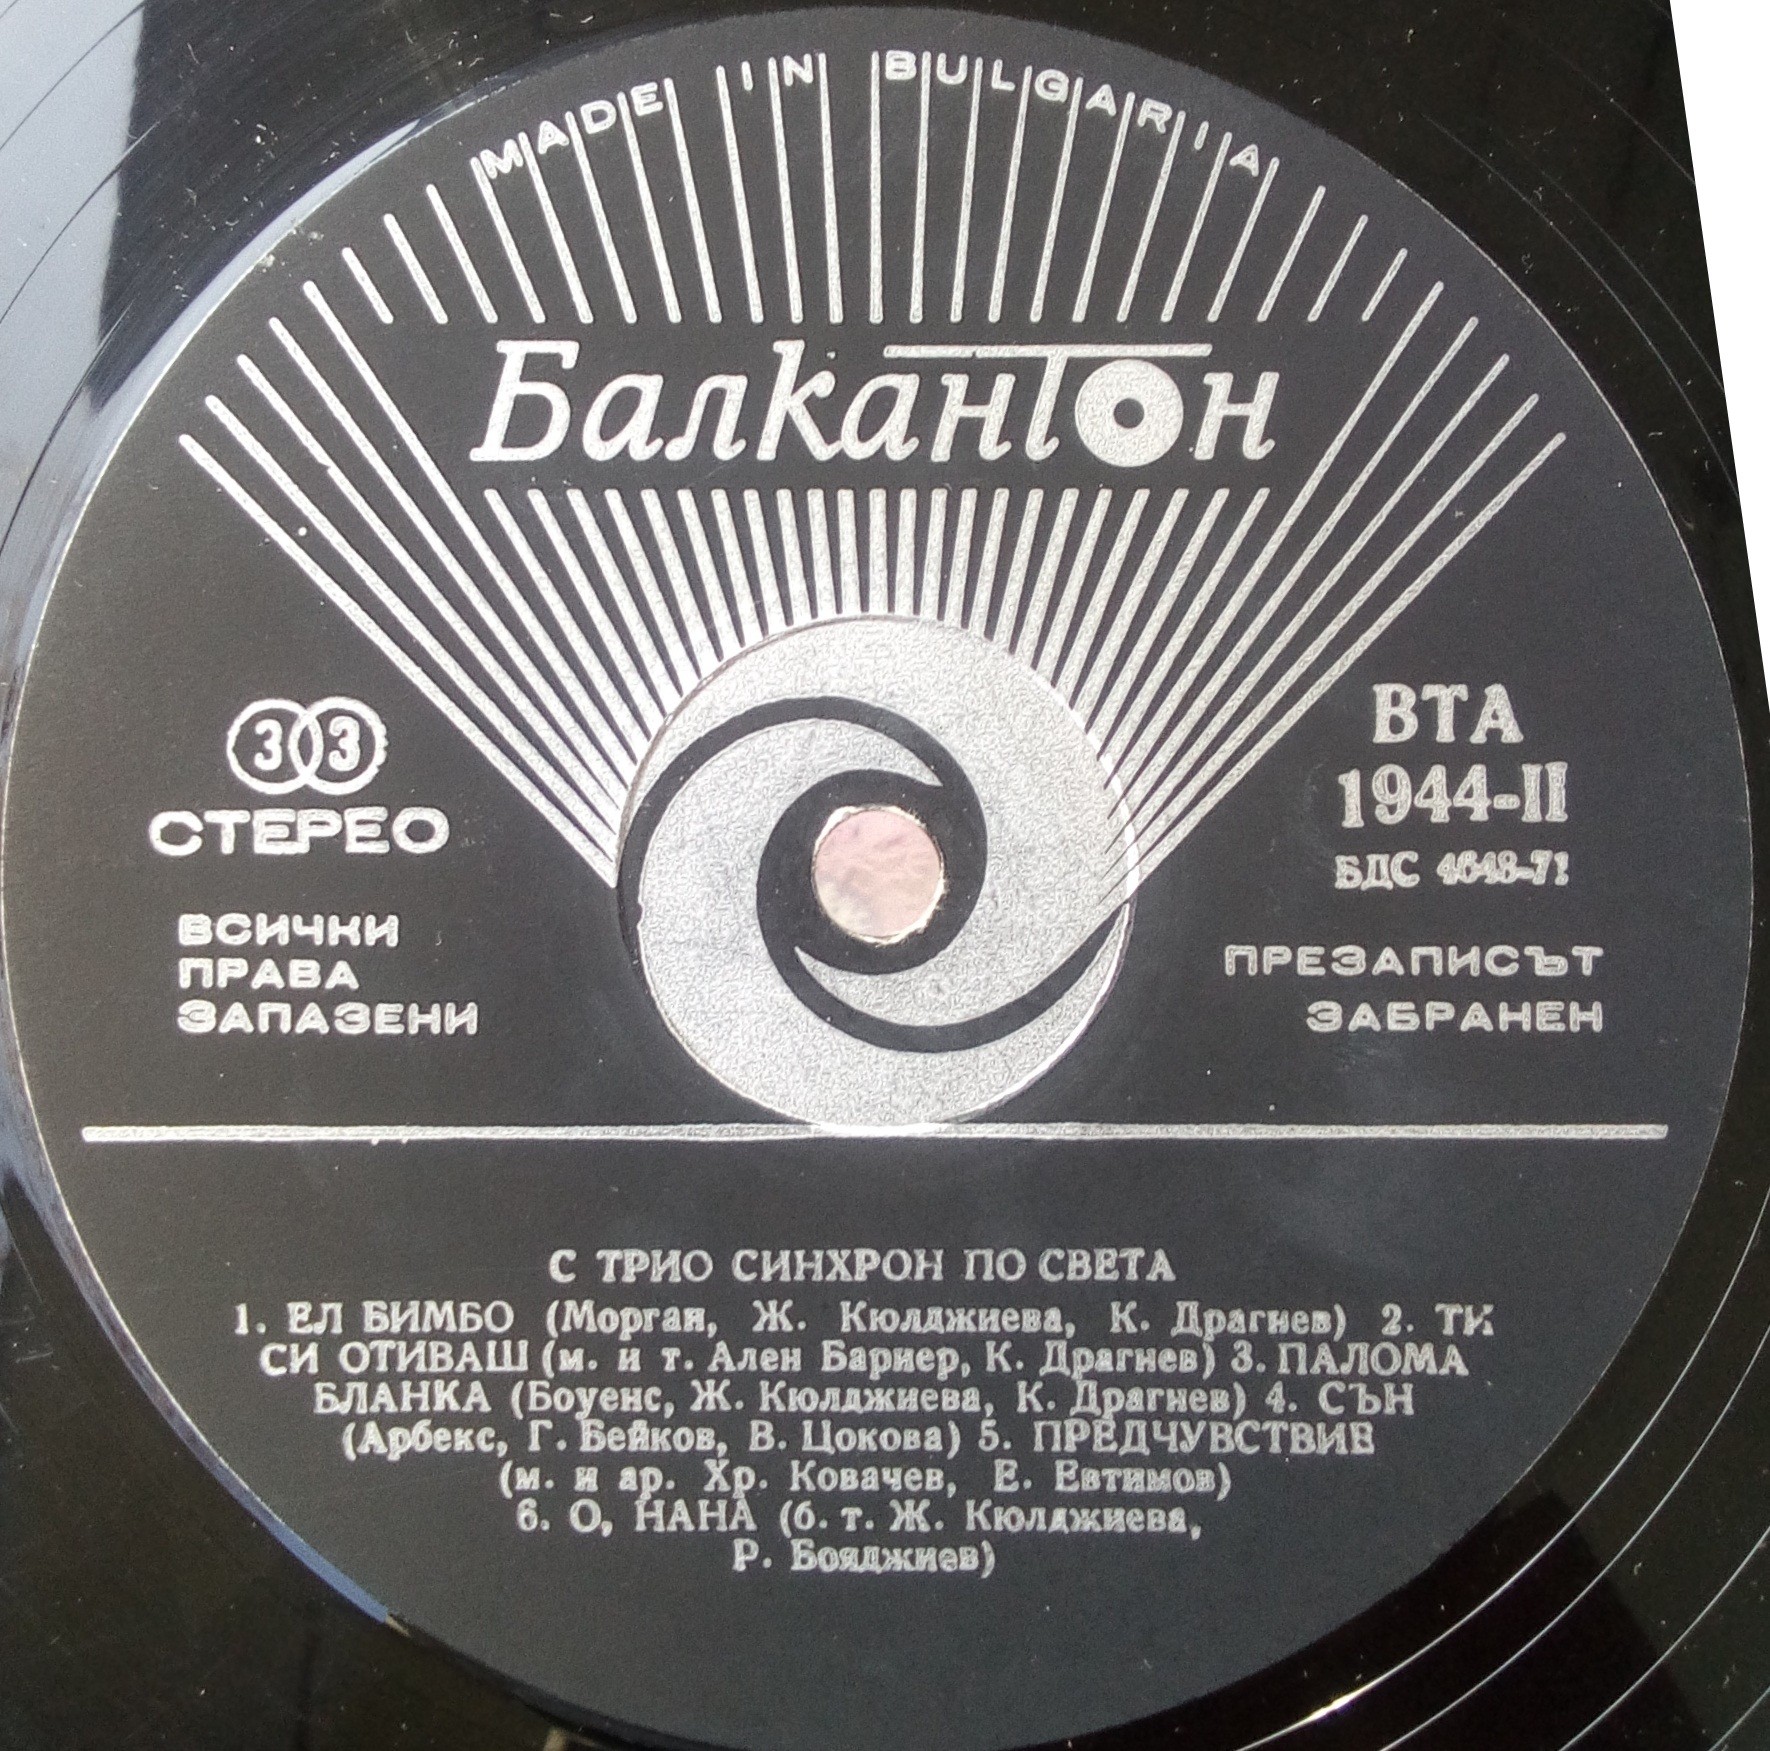 MADE IN BULGARIA
Балкантон
33
СТЕРЕО
ВСИЧКИ
ПРАВА
ЗАПАЗЕНИ
ВТА
1944-II
БДС 4648-71
ПРЕЗАПИСЪТ
ЗАБРАНЕН
С ТРИО СИНХРОН ПО СВЕТА
1. ЕЛ БИМБО (Морган, Ж. Кюлджиева, К. Драгнев) 2. ТИ
СИ ОТИВАШ (м. и т. Ален Бариер, К. Драгнев) 3. ПАЛОМА
БЛАНКА (Боуенс, Ж. Кюлджиева, К. Драгнев) 4. СЪН
(Арбекс, Г. Бейков, В. Цокова) 5. ПРЕДЧУВСТВИЕ
(м. и ар. Хр. Ковачев, Е. Евтимов)
6. О, НАНА (б. т. Ж. Кюлджиева,
Р. Бояджиев)